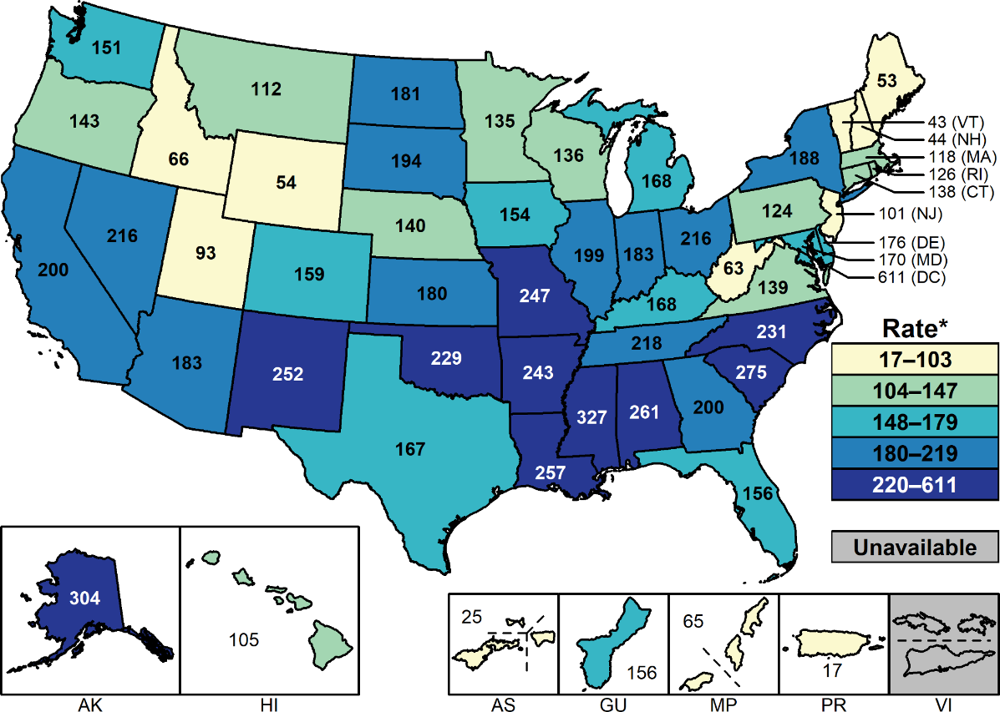 151
143
66
112
54
93
216
200
183
252
159
181
194
140
180
229
167
135
154
247
243
257
136
199
168
183
216
168
218
327
261
200
156
275
231
139
63
124
188
53
43 (VT)
44 (NH)
118 (MA)
126 (RI)
138 (CT)
101 (NJ)
176 (DE)
170 (MD)
611 (DC)
Rate*
17–103
104–147
148–179
180–219
220–611
Unavailable
304
AK
105
HI
25
AS
156
GU
65
MP
17
PR
VI